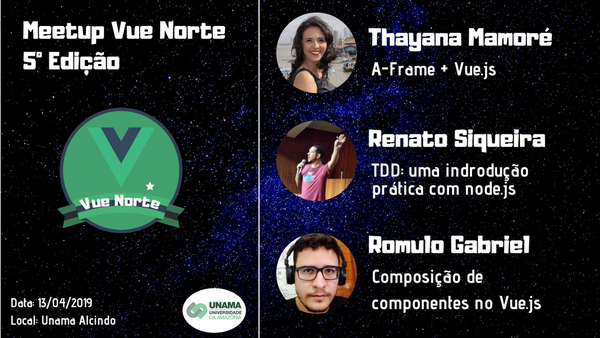 Meetup Vue Norte
5ª Edição
Vue Norte
Data: 13/04/2019
Local: Unama Alcindo
UNAMA
UNIVERSIDADE
DA AMAZÔNIA
Thayana Mamoré
A-Frame + Vue.js
Renato Siqueira
TDD: uma indrodução
prática com node.js
Romulo Gabriel
Composição de
componentes no Vue.js